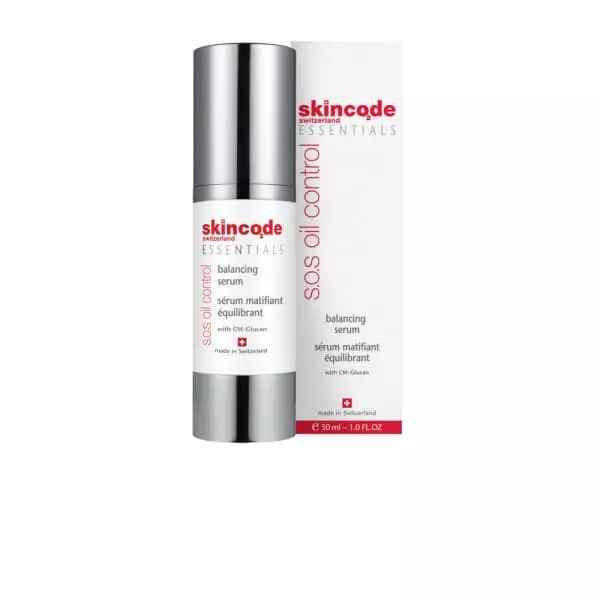 skincode
switzerland
ESSENTIALS
s.o.s oil control
balancing
serum
sérum matifiant
équilibrant
with CM-Glucan
made in Switzerland
skincode
switzerland
ESSENTIALS
s.o.s oil control
balancing
serum
sérum matifiant
équilibrant
with CM-Glucan
made in Switzerland
℮ 30 ml – 1.0 FL.OZ